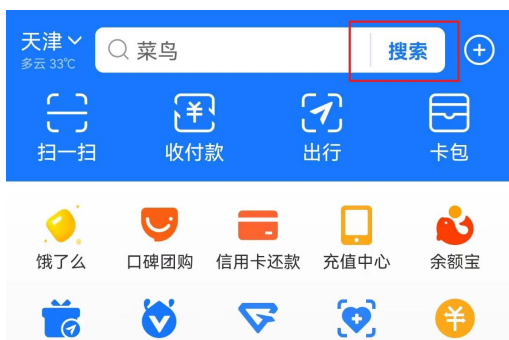 天津
多云 33℃
菜鸟
搜索
扫一扫
收付款
出行
卡包
饿了么
口碑团购
信用卡还款
充值中心
余额宝